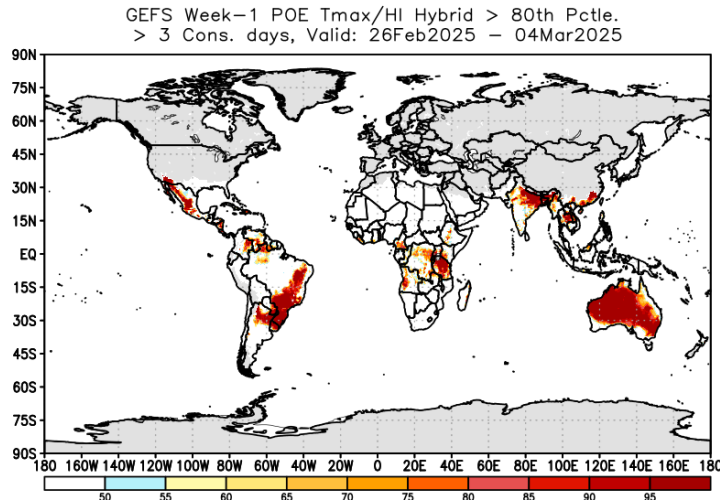 GEFS Week-1 POE Tmax/HI Hybrid > 80th Pctle.
> 3 Cons. days, Valid: 26Feb2025 - 04Mar2025
90N
75N
60N
45N
30N
15N
EQ
15S
30S
45S
60S
75S
90S
180 160W 140W 120W 100W 80W 60W 40W 20W 0 20E 40E 60E 80E 100E 120E 140E 160E 180
50 55 60 65 70 75 80 85 90 95